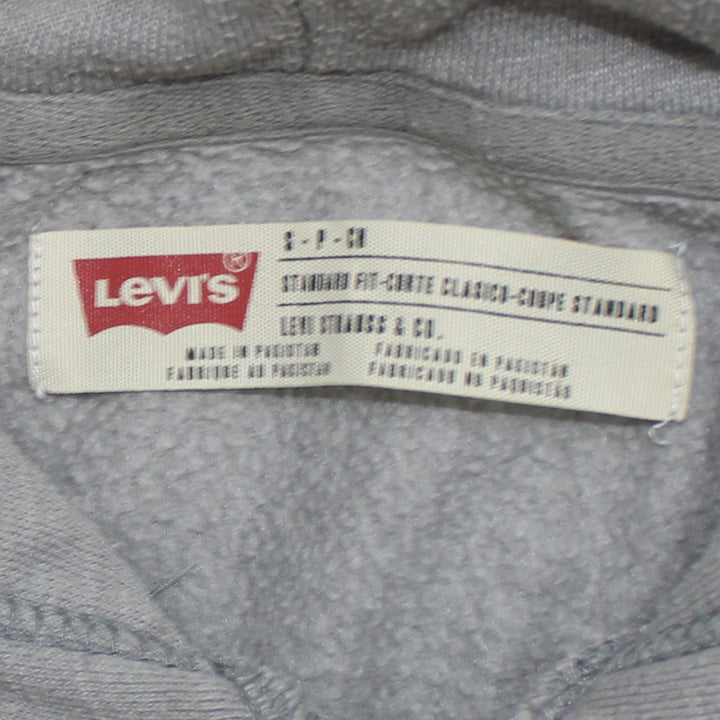 LEVI'S
S - P - CH
STANDARD FIT-CORTE CLASICO-COUPE STANDARD
LEVI STRAUSS & CO.
MADE IN PAKISTAN
FABRIQUE AU PAKISTAN
FABRICADO EN PAQISTÁN
FABRICADO NO PAQUISTÃO